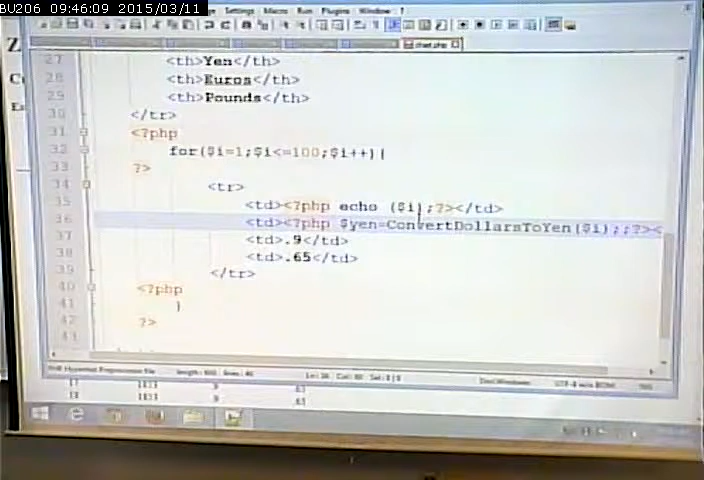 BU206 09:46:09 2015/03/11
Settings Macro Run Plugins Window ?
27 <th>Yen</th>
28 <th>Euros</th>
29 <th>Pounds</th>
30 </tr>
31 <?php
32 for($i=1;$i<=100;$i++){
33 ?>
34 <tr>
35 <td><?php echo ($i);?></td>
36 <td><?php $yen=ConvertDollarsToYen($i);;?><
37 <td>.9</td>
38 <td>.65</td>
39 </tr>
40 <?php
41 }
42 ?>
43